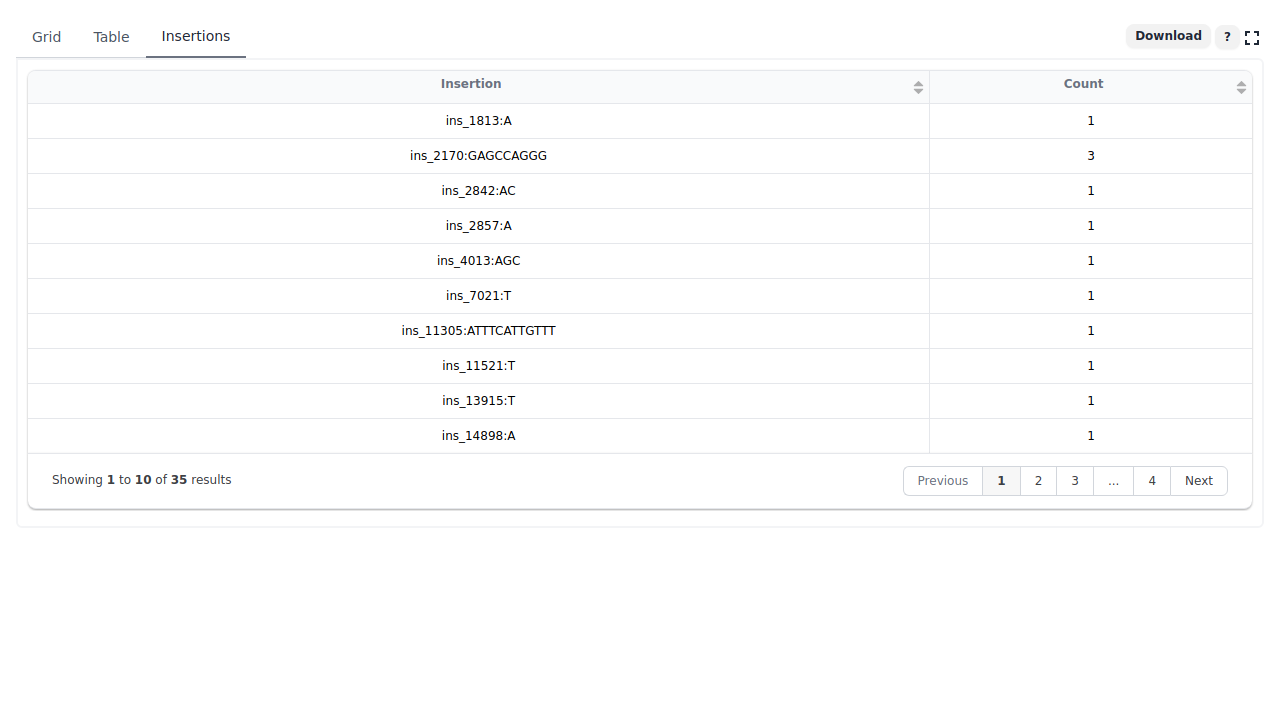 Grid Table Insertions Download ?
Insertion Count
ins_1813:A 1
ins_2170:GAGCCAGGG 3
ins_2842:AC 1
ins_2857:A 1
ins_4013:AGC 1
ins_7021:T 1
ins_11305:ATTTCATTGTTT 1
ins_11521:T 1
ins_13915:T 1
ins_14898:A 1
Showing 1 to 10 of 35 results Previous 1 2 3 ... 4 Next